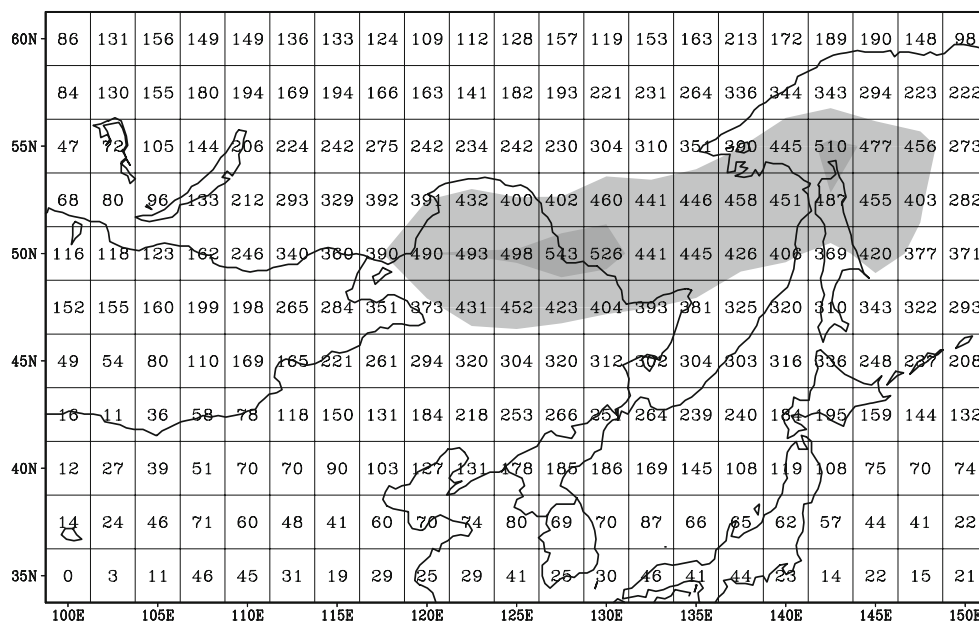 60N 86 131 156 149 149 136 133 124 109 112 128 157 119 153 163 213 172 189 190 148 98
84 130 155 180 194 169 194 166 163 141 182 193 221 231 264 336 344 343 294 223 222
55N 47 72 105 144 206 224 242 275 242 234 242 230 304 310 351 390 445 510 477 456 273
68 80 96 133 212 293 329 392 391 432 400 402 460 441 446 458 451 487 455 403 282
50N 116 118 123 162 246 340 360 390 490 493 498 543 526 441 445 426 406 369 420 377 371
152 155 160 199 198 265 284 351 373 431 452 423 404 393 381 325 320 310 343 322 293
45N 49 54 80 110 169 165 221 261 294 320 304 320 312 302 304 303 316 336 248 237 208
16 11 36 58 78 118 150 131 184 218 253 266 253 264 239 240 184 195 159 144 132
40N 12 27 39 51 70 70 90 103 127 131 178 185 186 169 145 108 119 108 75 70 74
14 24 46 71 60 48 41 60 70 74 80 69 70 87 66 65 62 57 44 41 22
35N 0 3 11 46 45 31 19 29 25 29 41 25 30 46 41 44 23 14 22 15 21
100E 105E 110E 115E 120E 125E 130E 135E 140E 145E 150E